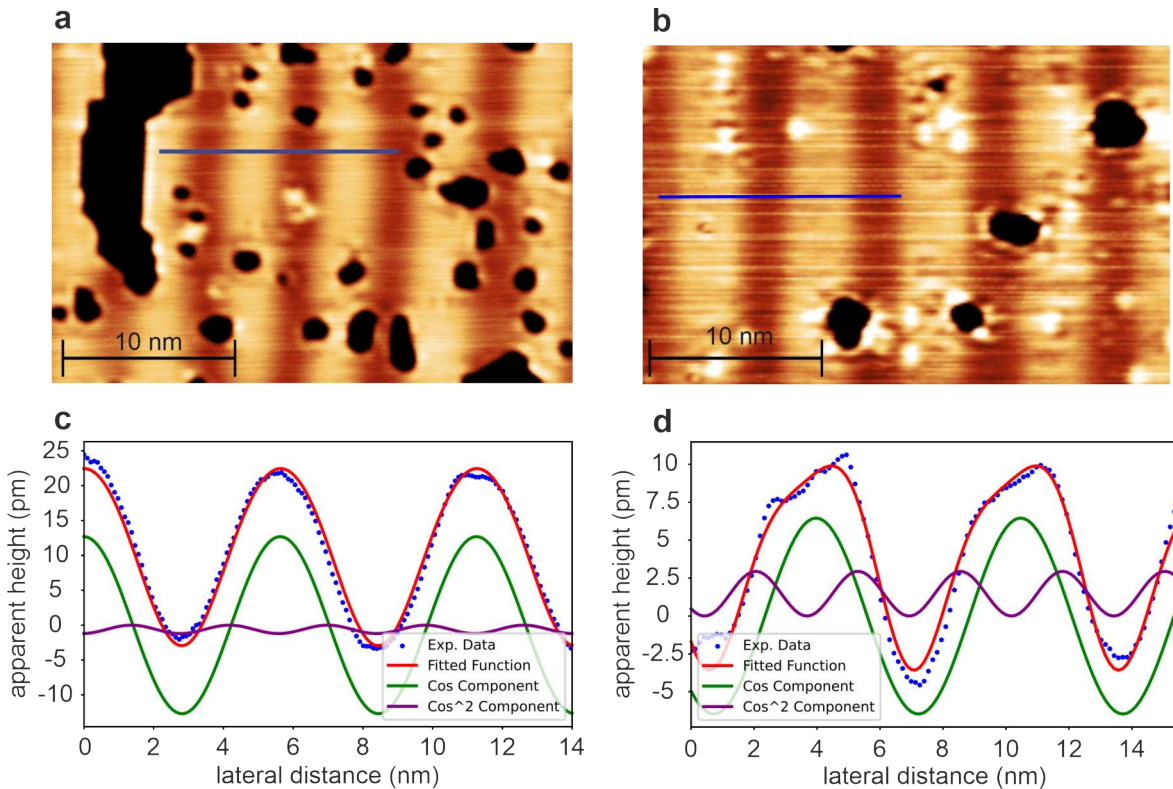 a
b
10 nm
10 nm
c
d
apparent height (pm)
25
20
15
10
5
0
-5
-10
Exp. Data
Fitted Function
Cos Component
Cos^2 Component
0 2 4 6 8 10 12 14
lateral distance (nm)
apparent height (pm)
10
7.5
5
2.5
0
-2.5
-5
Exp. Data
Fitted Function
Cos Component
Cos^2 Component
0 2 4 6 8 10 12 14
lateral distance (nm)